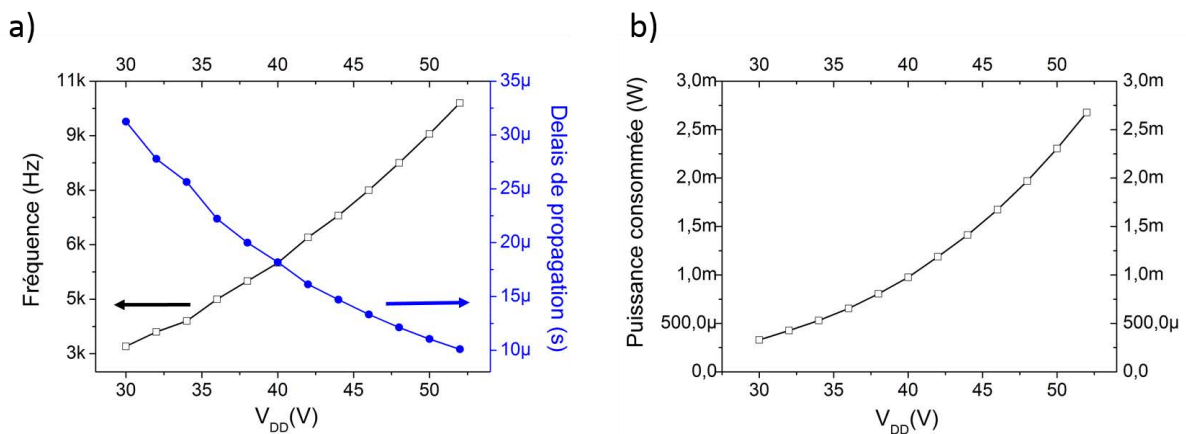 a)
30 35 40 45 50
11k
9k
8k
6k
5k
3k
Fréquence (Hz)
35µ
30µ
25µ
20µ
15µ
10µ
Delais de propagation (s)
30 35 40 45 50
V_DD(V)
b)
30 35 40 45 50
3,0m
2,5m
2,0m
1,5m
1,0m
500,0µ
0,0
Puissance consommée (W)
3,0m
2,5m
2,0m
1,5m
1,0m
500,0µ
0,0
30 35 40 45 50
V_DD(V)